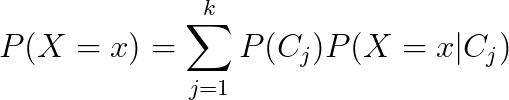 P(X = x) = \sum_{j=1}^{k} P(C_j)P(X = x|C_j)